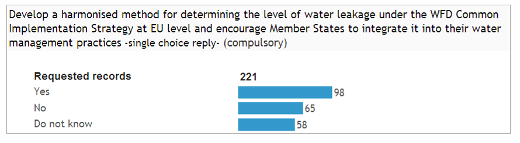 Develop a harmonised method for determining the level of water leakage under the WFD Common
Implementation Strategy at EU level and encourage Member States to integrate it into their water
management practices -single choice reply- (compulsory)
Requested records 221
Yes 98
No 65
Do not know 58